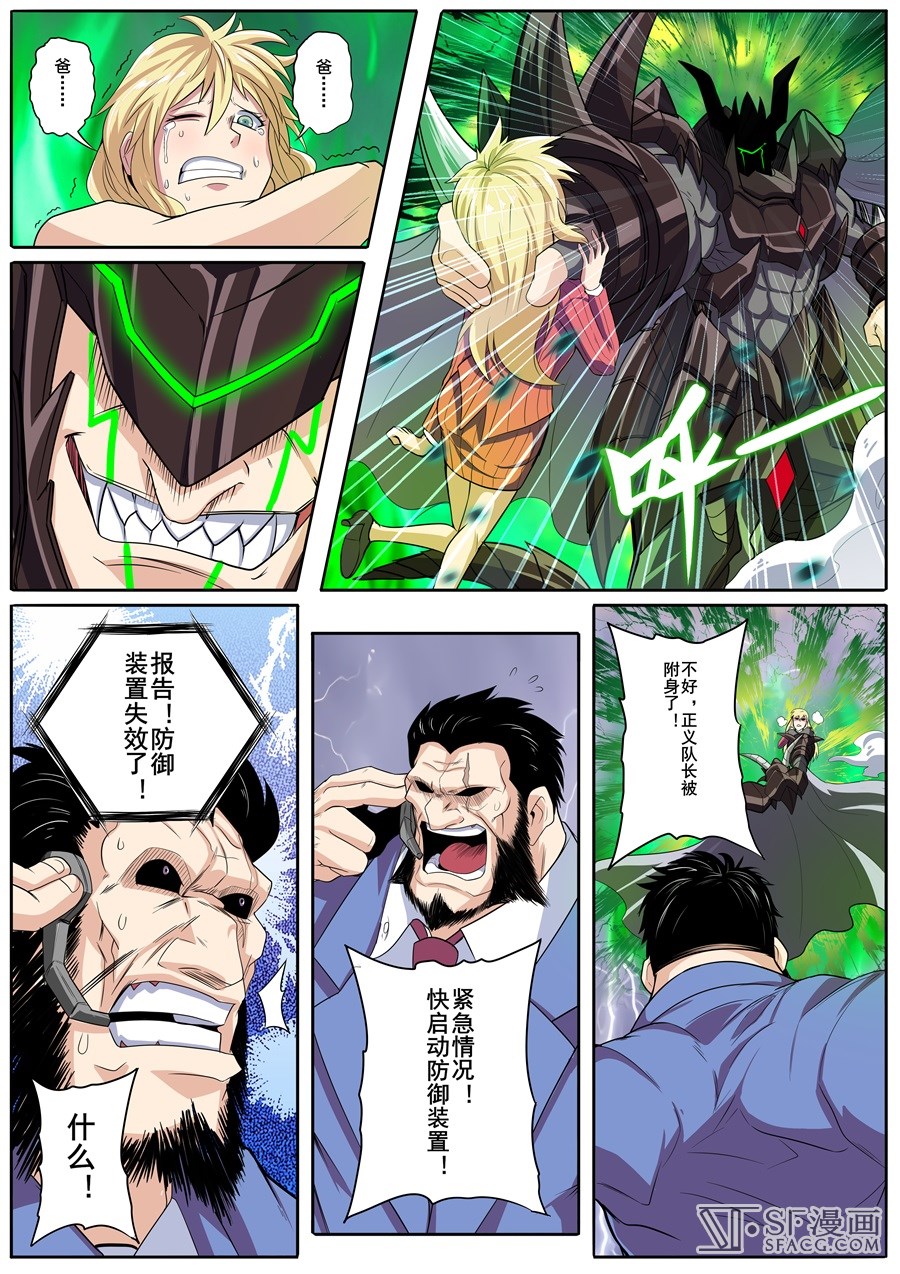 呼一
爸……
爸……
不好，正义队长被
附身了！
紧急情况！
快启动防御装置！
报告！防御
装置失效了！
什么！
SF漫画
SFACG.COM